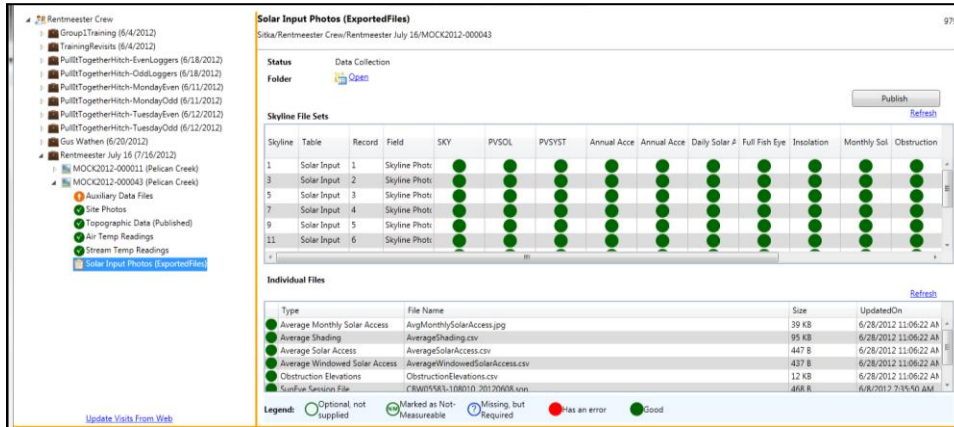 Rentmeester Crew
Group1Training (6/4/2012)
TrainingRevisits (6/4/2012)
PullItTogetherHitch-EvenLoggers (6/18/2012)
PullItTogetherHitch-OddLoggers (6/18/2012)
PullItTogetherHitch-MondayEven (6/11/2012)
PullItTogetherHitch-MondayOdd (6/11/2012)
PullItTogetherHitch-TuesdayEven (6/12/2012)
PullItTogetherHitch-TuesdayOdd (6/12/2012)
Gus Wathen (6/20/2012)
Rentmeester July 16 (7/16/2012)
MOCK2012-000011 (Pelican Creek)
MOCK2012-000043 (Pelican Creek)
Auxiliary Data Files
Site Photos
Topographic Data (Published)
Air Temp Readings
Stream Temp Readings
Solar Input Photos (ExportedFiles)
Update Visits From Web
Solar Input Photos (ExportedFiles)
Sitka/Rentmeester Crew/Rentmeester July 16/MOCK2012-000043
Status Data Collection
Folder Open
Publish
Skyline File Sets Refresh
Skyline Table Record Field SKY PVSOL PVSYST Annual Acce Annual Acce Daily Solar A Full Fish Eye Insolation Monthly Sol Obstruction
1 Solar Input 1 Skyline Photo
3 Solar Input 2 Skyline Photo
5 Solar Input 3 Skyline Photo
7 Solar Input 4 Skyline Photo
9 Solar Input 5 Skyline Photo
11 Solar Input 6 Skyline Photo
Individual Files
Refresh
Type File Name Size UpdatedOn
Average Monthly Solar Access AvgMonthlySolarAccess.jpg 39 KB 6/28/2012 11:06:22 AM
Average Shading AverageShading.csv 95 KB 6/28/2012 11:06:22 AM
Average Solar Access AverageSolarAccess.csv 447 B 6/28/2012 11:06:22 AM
Average Windowed Solar Access AverageWindowedSolarAccess.csv 437 B 6/28/2012 11:06:22 AM
Obstruction Elevations ObstructionElevations.csv 12 KB 6/28/2012 11:06:22 AM
SunEye Session File 468 B 6/8/2012 7:35:50 AM
Legend: Optional, not supplied Marked as Not-Measureable Missing, but Required Has an error Good